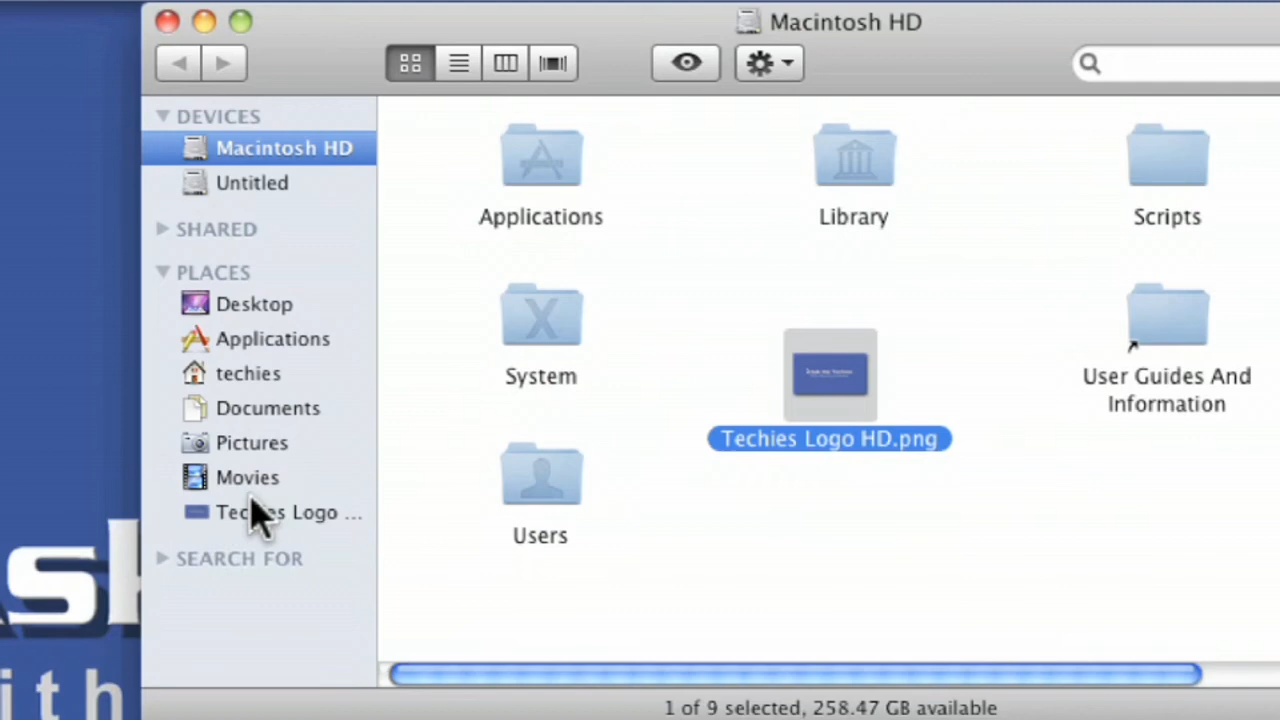 Macintosh HD
DEVICES
Macintosh HD
Untitled
SHARED
PLACES
Desktop
Applications
techies
Documents
Pictures
Movies
Techies Logo ...
SEARCH FOR
Applications
Library
Scripts
System
Techies Logo HD.png
User Guides And
Information
Users
1 of 9 selected, 258.47 GB available
ith